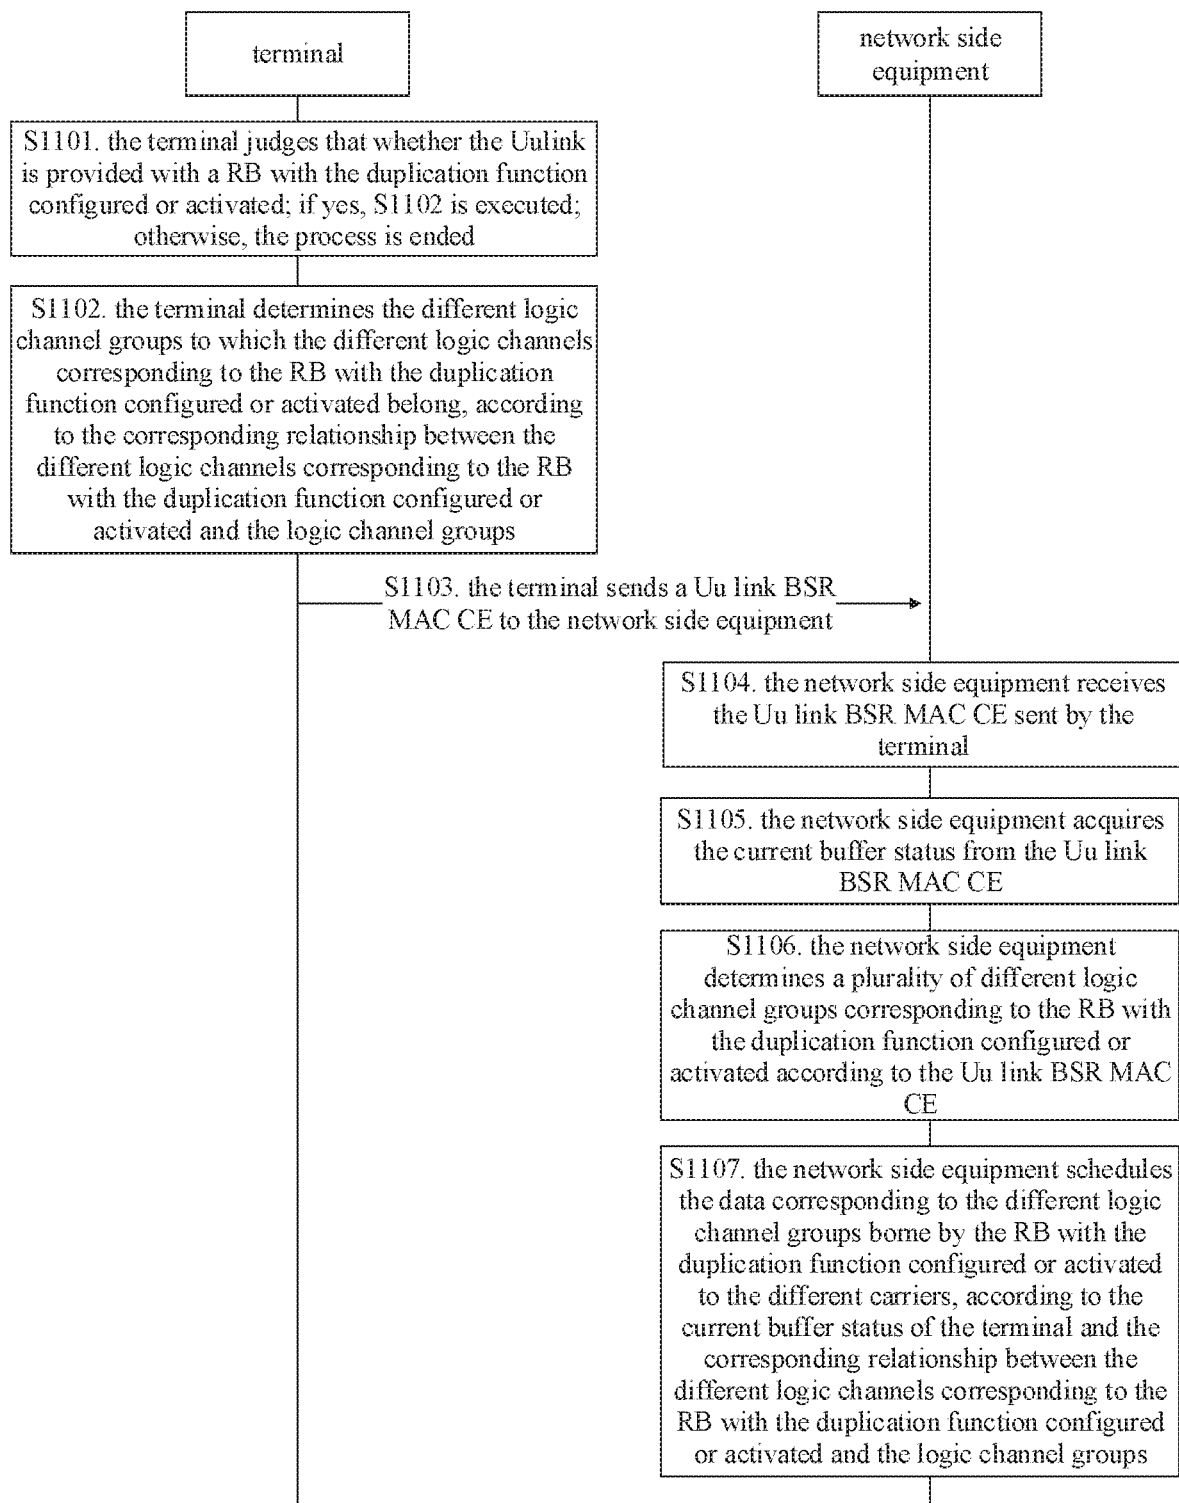 terminal
network side
equipment
S1101. the terminal judges that whether the Uulink
is provided with a RB with the duplication function
configured or activated; if yes, S1102 is executed;
otherwise, the process is ended
S1102. the terminal determines the different logic
channel groups to which the different logic channels
corresponding to the RB with the duplication
function configured or activated belong, according
to the corresponding relationship between the
different logic channels corresponding to the RB
with the duplication function configured or
activated and the logic channel groups
S1103. the terminal sends a Uu link BSR
MAC CE to the network side equipment
S1104. the network side equipment receives
the Uu link BSR MAC CE sent by the
terminal
S1105. the network side equipment acquires
the current buffer status from the Uu link
BSR MAC CE
S1106. the network side equipment
determines a plurality of different logic
channel groups corresponding to the RB with
the duplication function configured or
activated according to the Uu link BSR MAC
CE
S1107. the network side equipment schedules
the data corresponding to the different logic
channel groups borne by the RB with the
duplication function configured or activated
to the different carriers, according to the
current buffer status of the terminal and the
corresponding relationship between the
different logic channels corresponding to the
RB with the duplication function configured
or activated and the logic channel groups